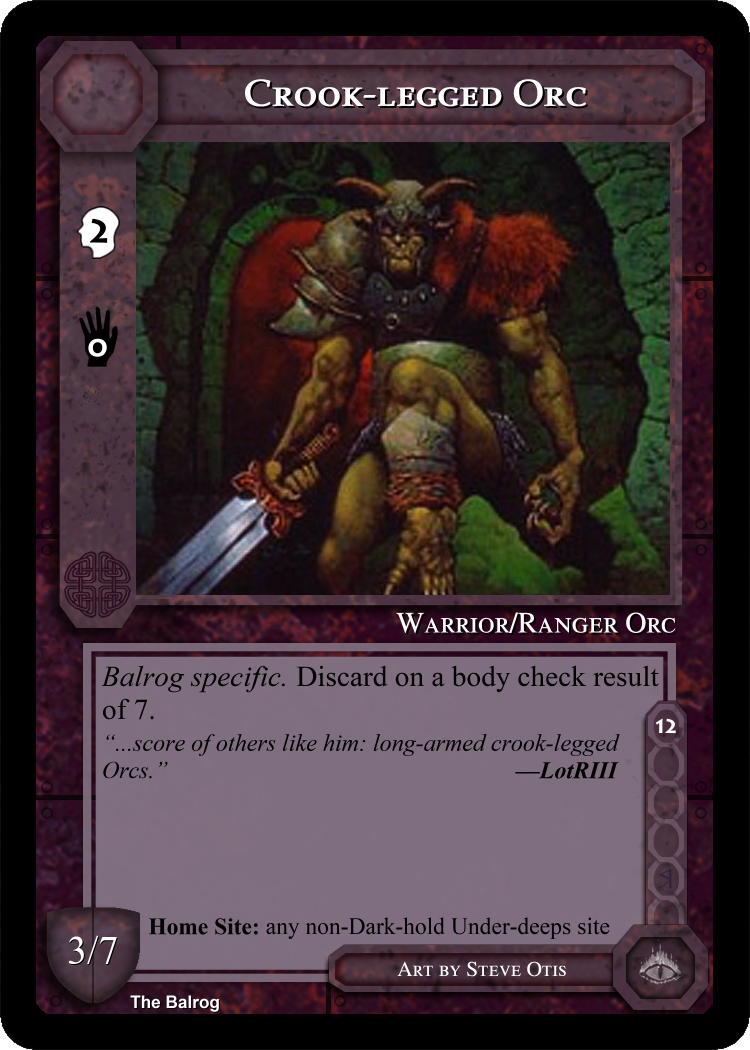 Crook-legged Orc
2
0
Warrior/Ranger Orc
Balrog specific. Discard on a body check result
of 7.
“...score of others like him: long-armed crook-legged
Orcs.” —LotRIII
12
Home Site: any non-Dark-hold Under-deeps site
3/7
Art by Steve Otis
The Balrog